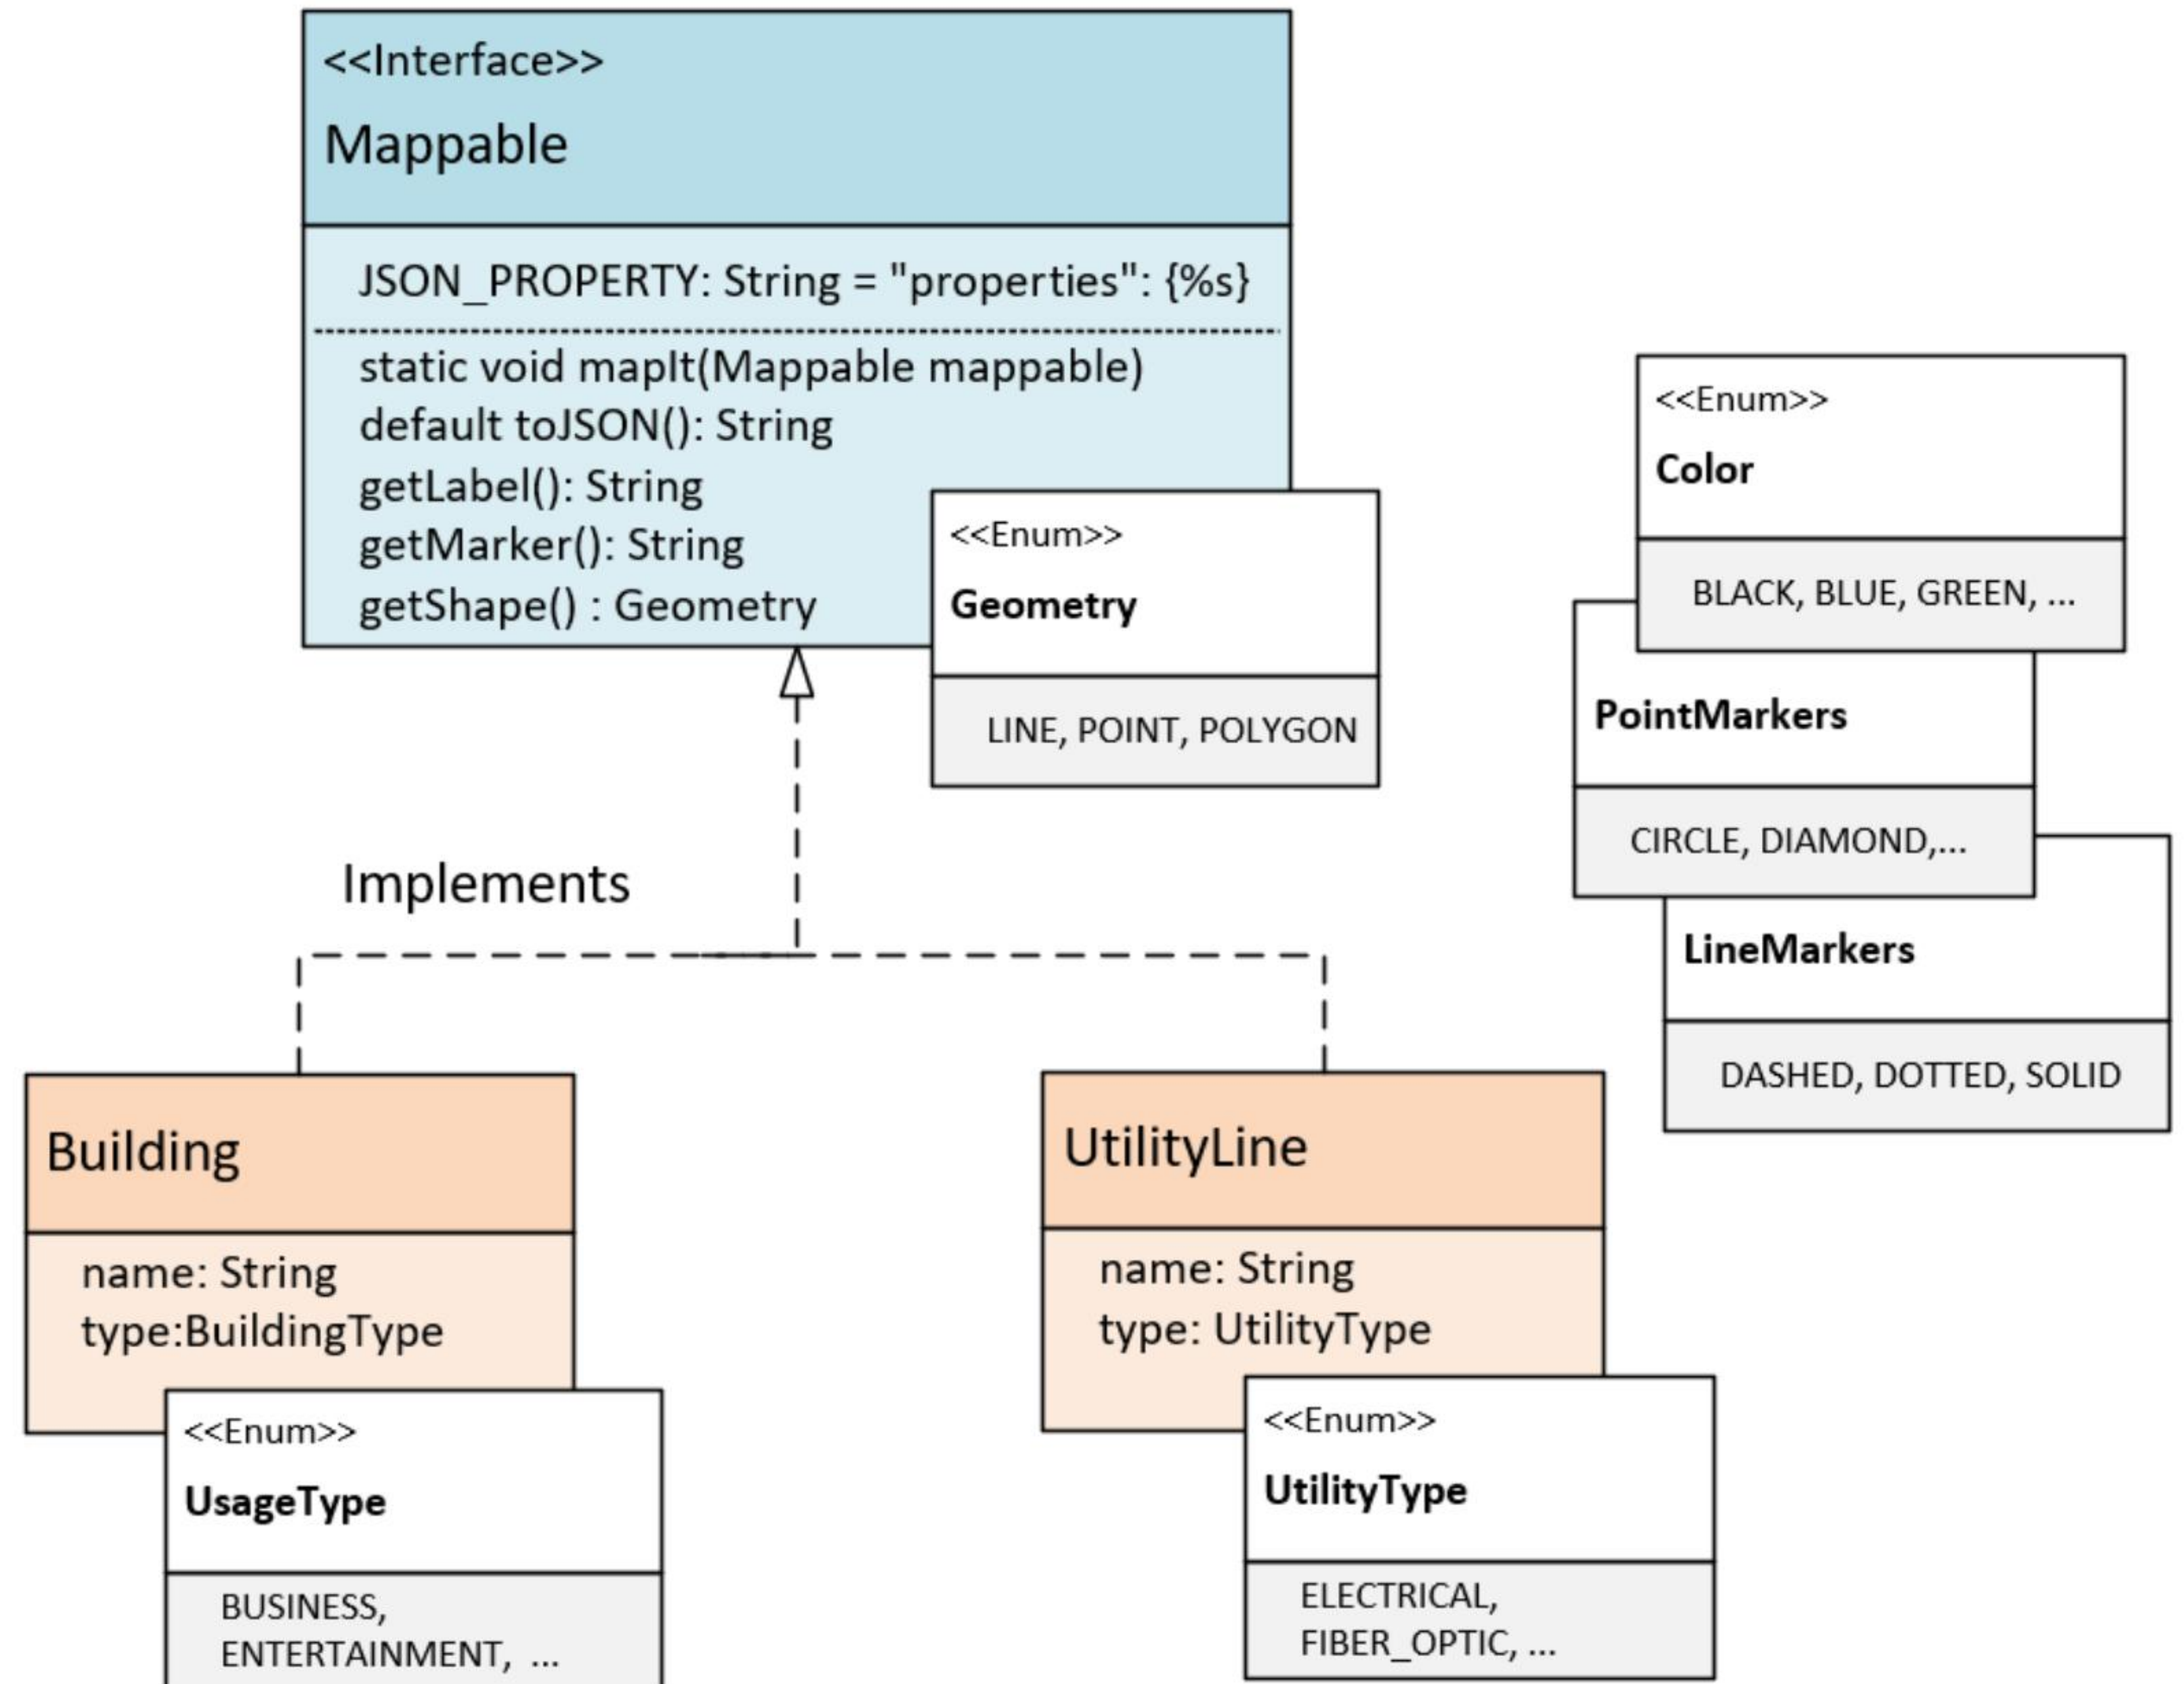 <<Interface>>
Mappable
JSON_PROPERTY: String = "properties": {%s}
static void mapIt(Mappable mappable)
default toJSON(): String
getLabel(): String
getMarker(): String
getShape() : Geometry
<<Enum>>
Geometry
LINE, POINT, POLYGON
<<Enum>>
Color
BLACK, BLUE, GREEN, ...
PointMarkers
CIRCLE, DIAMOND,...
LineMarkers
DASHED, DOTTED, SOLID
Implements
Building
name: String
type:BuildingType
<<Enum>>
UsageType
BUSINESS,
ENTERTAINMENT, ...
UtilityLine
name: String
type: UtilityType
<<Enum>>
UtilityType
ELECTRICAL,
FIBER_OPTIC, ...